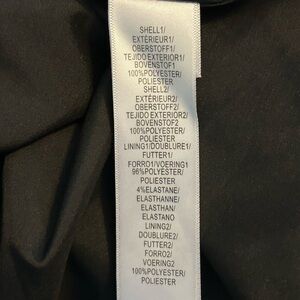 SHELL1/
EXTÉRIEUR1/
OBERSTOFF1/
TEJIDO EXTERIOR1/
BOVENSTOF1
100%POLYESTER/
POLIESTER
SHELL2/
EXTÉRIEUR2/
OBERSTOFF2/
TEJIDO EXTERIOR2/
BOVENSTOF2
100%POLYESTER/
POLIESTER
LINING1/DOUBLURE1/
FUTTER1/
FORRO1/VOERING1
96%POLYESTER/
POLIESTER
4%ELASTANE/
ELASTHANNE/
ELASTHAN/
ELASTANO
LINING2/
DOUBLURE2/
FUTTER2/
FORRO2/
VOERING2
100%POLYESTER/
POLIESTER